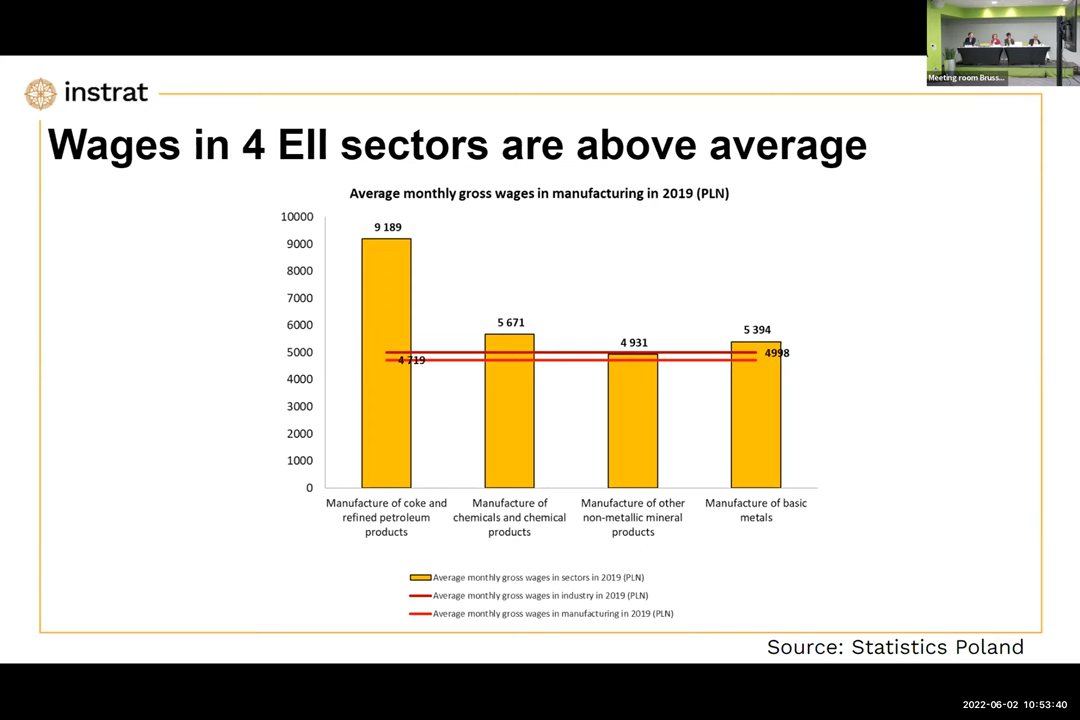 Meeting room Bruss...
instrat
Wages in 4 EII sectors are above average
Average monthly gross wages in manufacturing in 2019 (PLN)
10000
9000
8000
7000
6000
5000
4000
3000
2000
1000
0
9 189
5 671
4 931
5 394
4 719
4998
Manufacture of coke and
refined petroleum
products
Manufacture of
chemicals and chemical
products
Manufacture of other
non-metallic mineral
products
Manufacture of basic
metals
Average monthly gross wages in sectors in 2019 (PLN)
Average monthly gross wages in industry in 2019 (PLN)
Average monthly gross wages in manufacturing in 2019 (PLN)
Source: Statistics Poland
2022-06-02 10:53:40